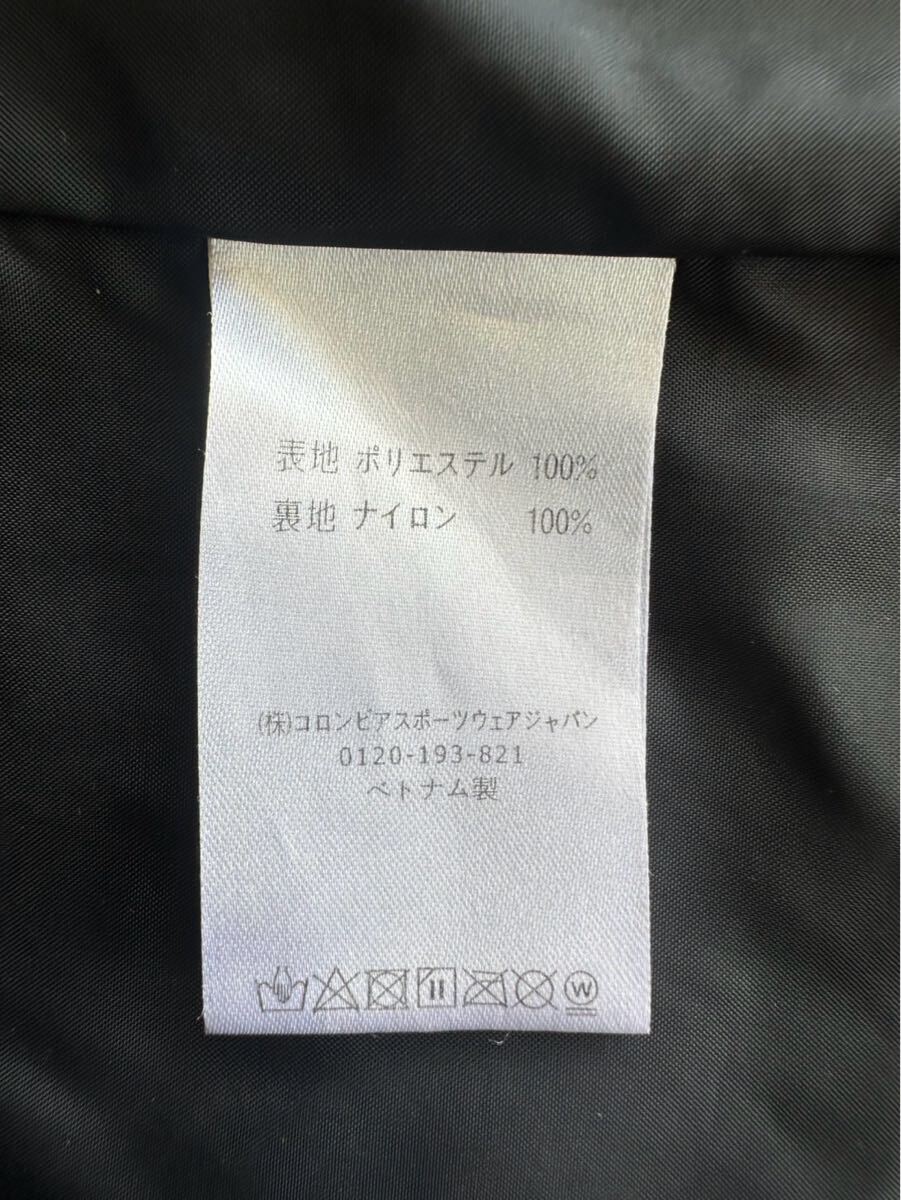 表地 ポリエステル 100%
裏地 ナイロン 100%
(株)コロンビアスポーツウェアジャパン
0120-193-821
ベトナム製
W